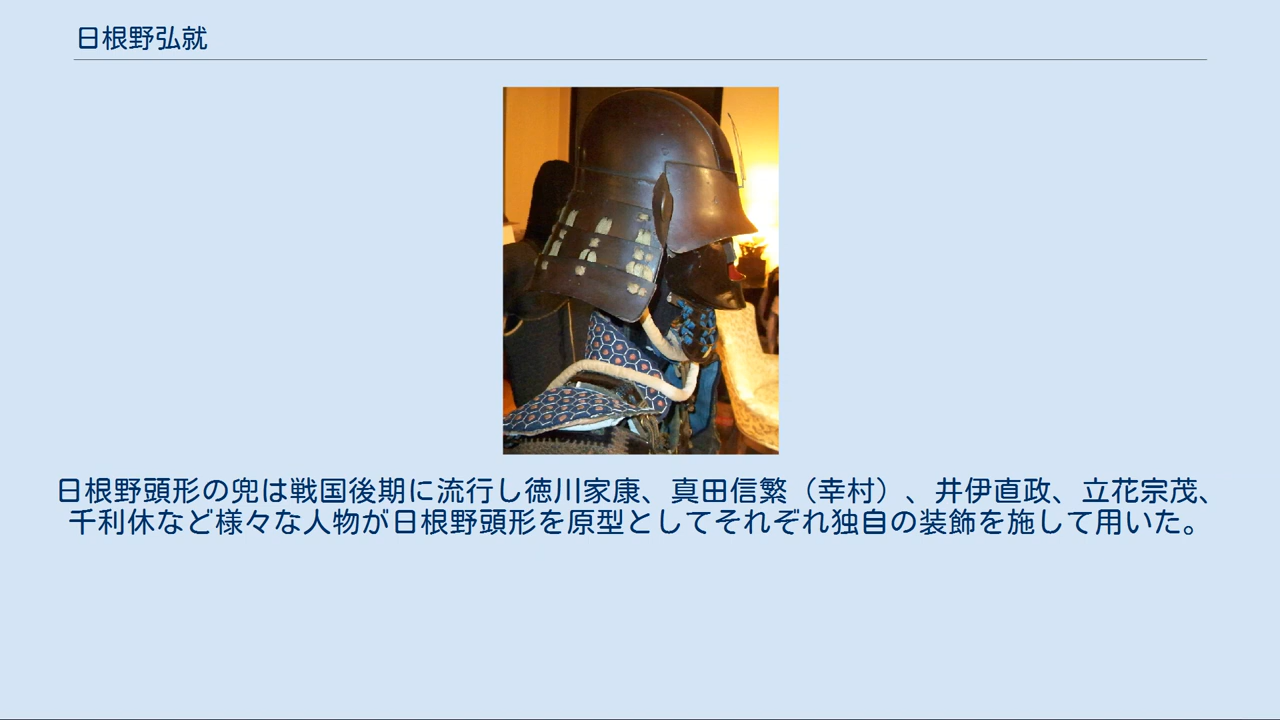 日根野弘就
日根野頭形の兜は戦国後期に流行し徳川家康、真田信繁（幸村）、井伊直政、立花宗茂、
千利休など様々な人物が日根野頭形を原型としてそれぞれ独自の装飾を施して用いた。